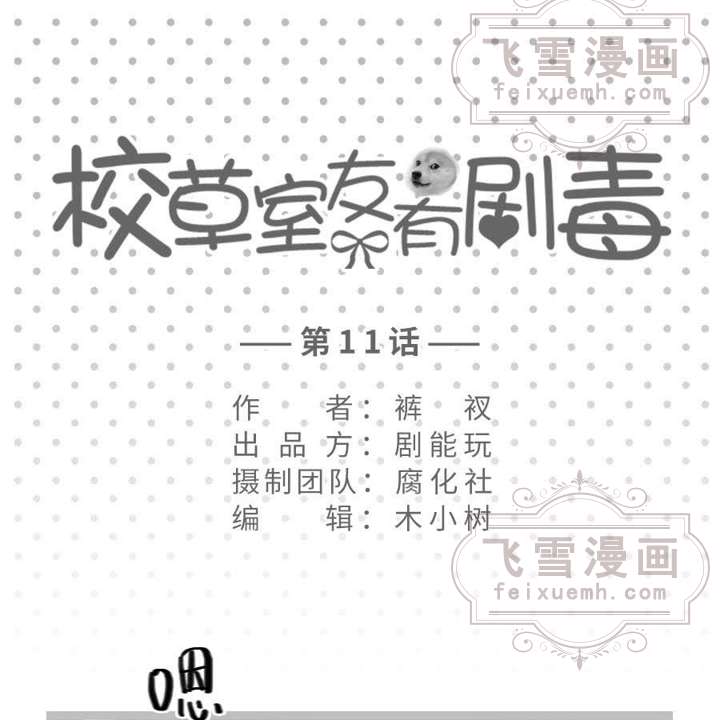 飞雪漫画
feixuemh.com
校草室友有剧毒
第11话
作者：裤衩
出品方：剧能玩
摄制团队：腐化社
编辑：木小树
飞雪漫画
feixuemh.com
嗯